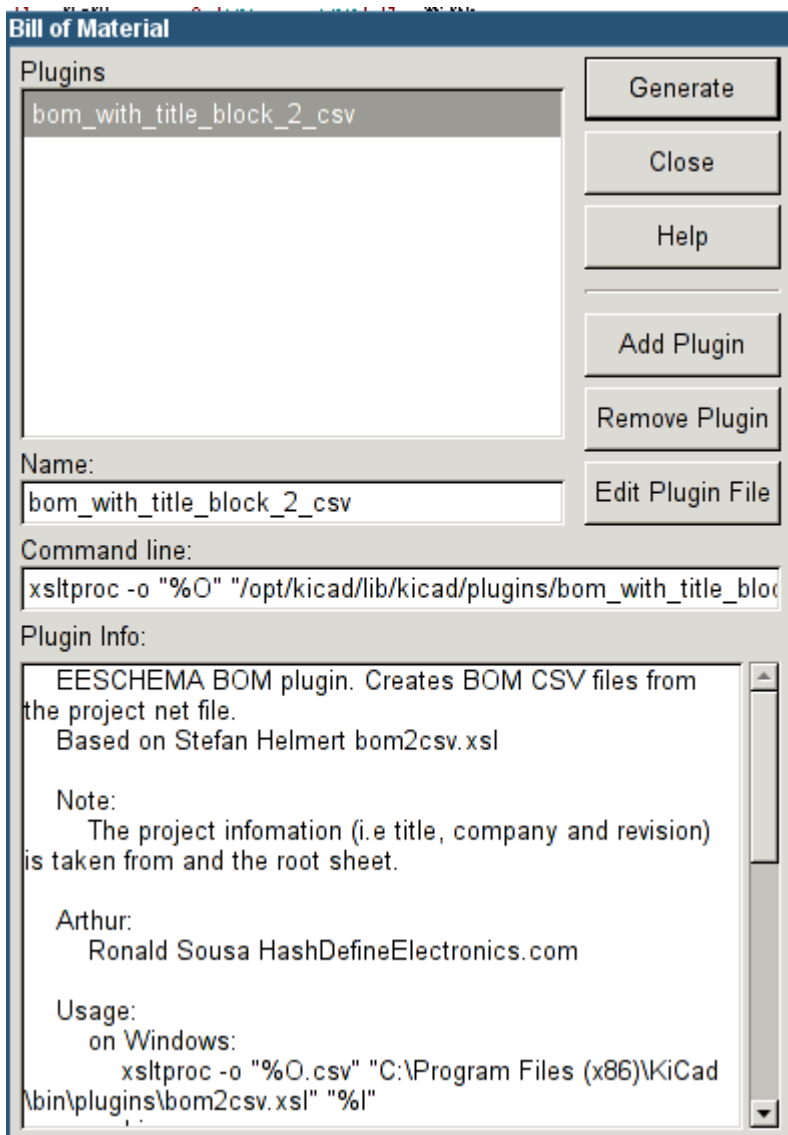 Bill of Material
Plugins
bom_with_title_block_2_csv
Generate
Close
Help
Add Plugin
Remove Plugin
Edit Plugin File
Name:
bom_with_title_block_2_csv
Command line:
xsltproc -o "%O" "/opt/kicad/lib/kicad/plugins/bom_with_title_bloc
Plugin Info:
EESCHEMA BOM plugin. Creates BOM CSV files from
the project net file.
Based on Stefan Helmert bom2csv.xsl
Note:
The project infomation (i.e title, company and revision)
is taken from and the root sheet.
Arthur:
Ronald Sousa HashDefineElectronics.com
Usage:
on Windows:
xsltproc -o "%O.csv" "C:\Program Files (x86)\KiCad
\bin\plugins\bom2csv.xsl" "%I"